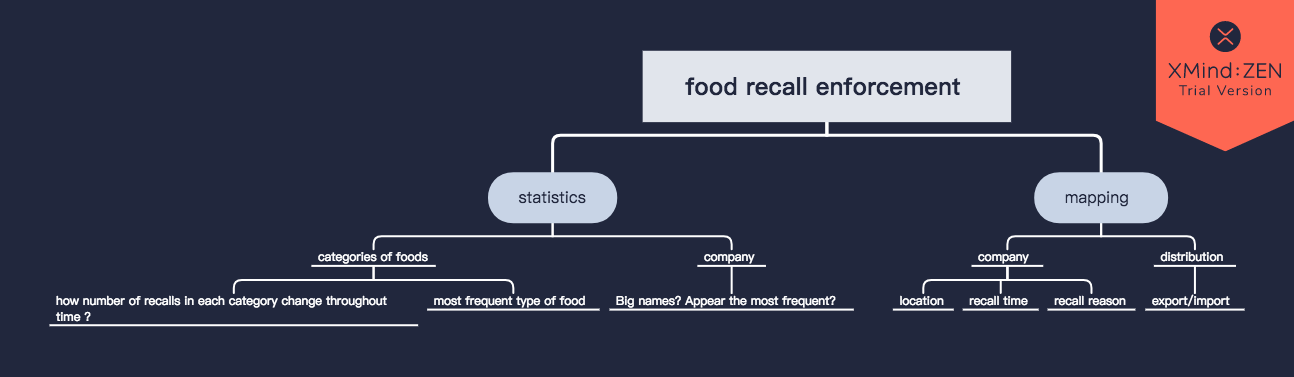 XMind:ZEN
Trial Version
food recall enforcement
statistics
mapping
categories of foods
company
company
distribution
how number of recalls in each category change throughout
time ?
most frequent type of food
Big names? Appear the most frequent?
location
recall time
recall reason
export/import